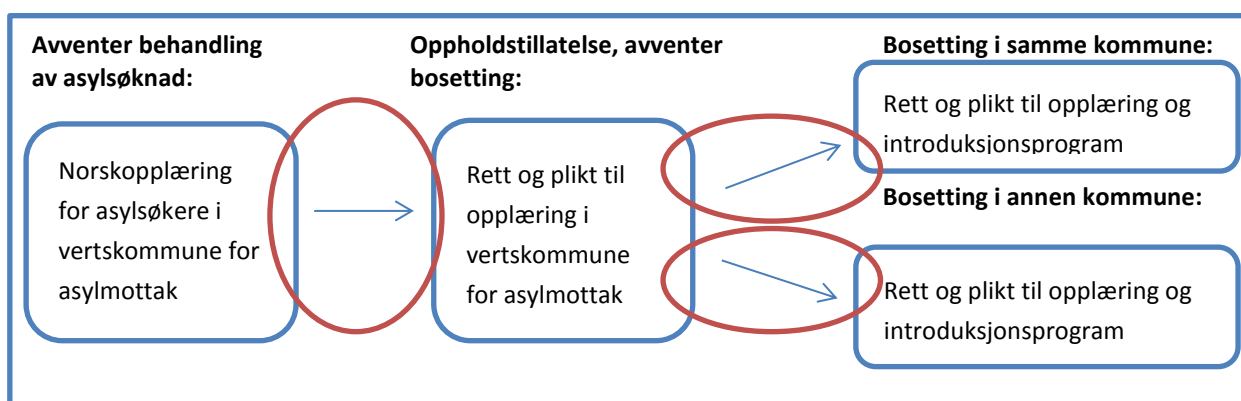 Avventer behandling
av asylsøknad:
Norskopplæring
for asylsøkere i
vertskommune for
asylmottak
Oppholdstillatelse, avventer
bosetting:
Rett og plikt til
opplæring i
vertskommune
for asylmottak
Bosetting i samme kommune:
Rett og plikt til opplæring og
introduksjonsprogram
Bosetting i annen kommune:
Rett og plikt til opplæring og
introduksjonsprogram